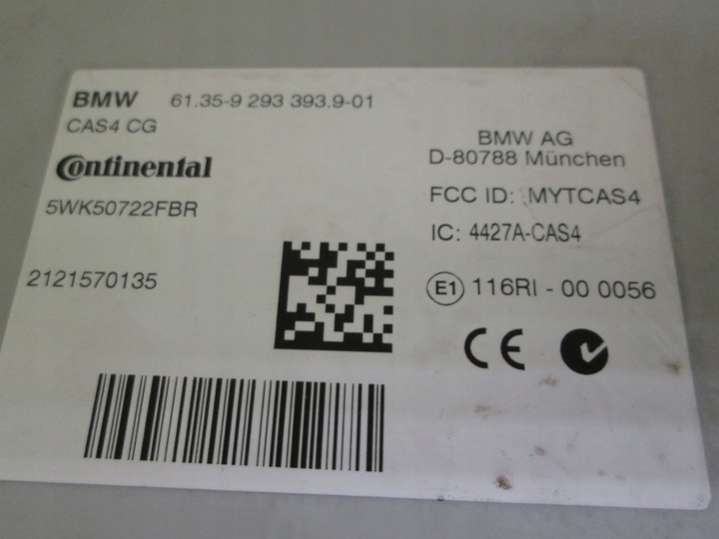 BMW 61.35-9 293 393.9-01
CAS4 CG
Continental
5WK50722FBR
2121570135
BMW AG
D-80788 München
FCC ID: MYTCAS4
IC: 4427A-CAS4
E1 116RI - 00 0056
CE